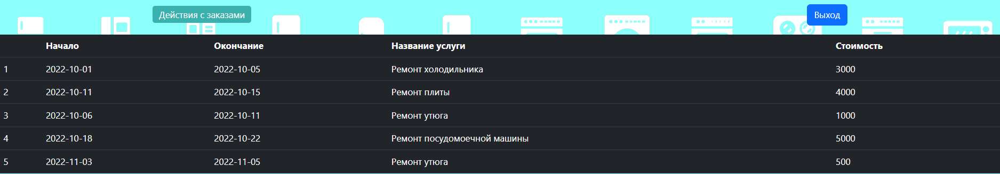 Действия с заказами Выход
Начало Окончание Название услуги Стоимость
1 2022-10-01 2022-10-05 Ремонт холодильника 3000
2 2022-10-11 2022-10-15 Ремонт плиты 4000
3 2022-10-06 2022-10-11 Ремонт утюга 1000
4 2022-10-18 2022-10-22 Ремонт посудомоечной машины 5000
5 2022-11-03 2022-11-05 Ремонт утюга 500